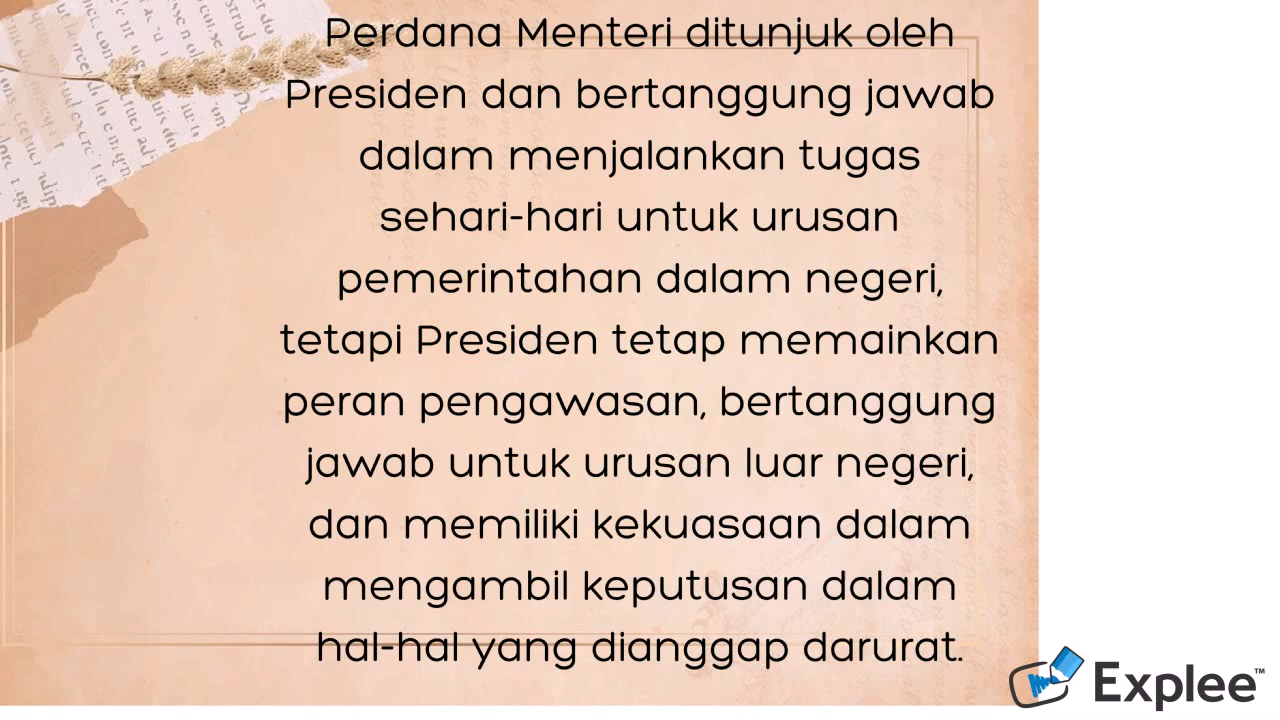 Perdana Menteri ditunjuk oleh
Presiden dan bertanggung jawab
dalam menjalankan tugas
sehari-hari untuk urusan
pemerintahan dalam negeri,
tetapi Presiden tetap memainkan
peran pengawasan, bertanggung
jawab untuk urusan luar negeri,
dan memiliki kekuasaan dalam
mengambil keputusan dalam
hal-hal yang dianggap darurat.
Explee™